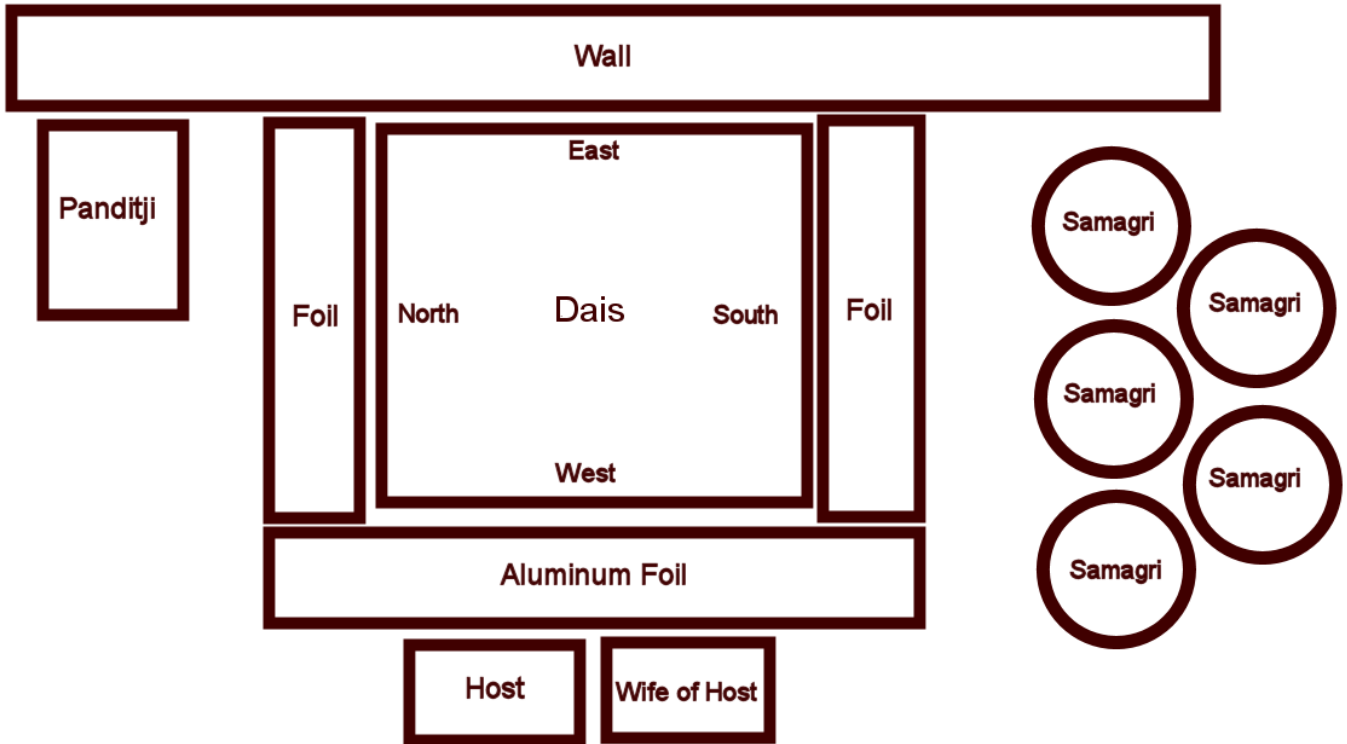 Wall
East
Panditji
Samagri
Samagri
Foil
North
Dais
South
Foil
Samagri
West
Samagri
Aluminum Foil
Samagri
Host
Wife of Host